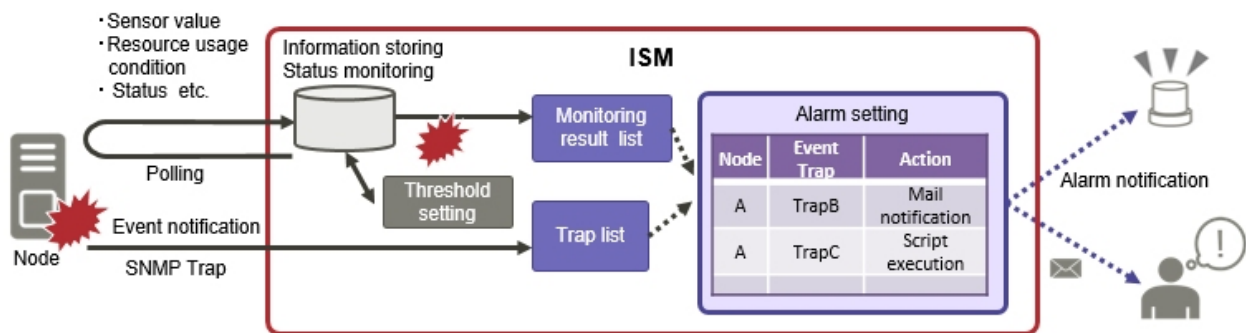 ・Sensor value
・Resource usage
condition
・Status etc.
Information storing
Status monitoring
ISM
Polling
Threshold
setting
Monitoring
result list
Alarm setting
Node
Event
Trap
Action
A
TrapB
Mail
notification
A
TrapC
Script
execution
Alarm notification
Event notification
Node
SNMP Trap
Trap list
!